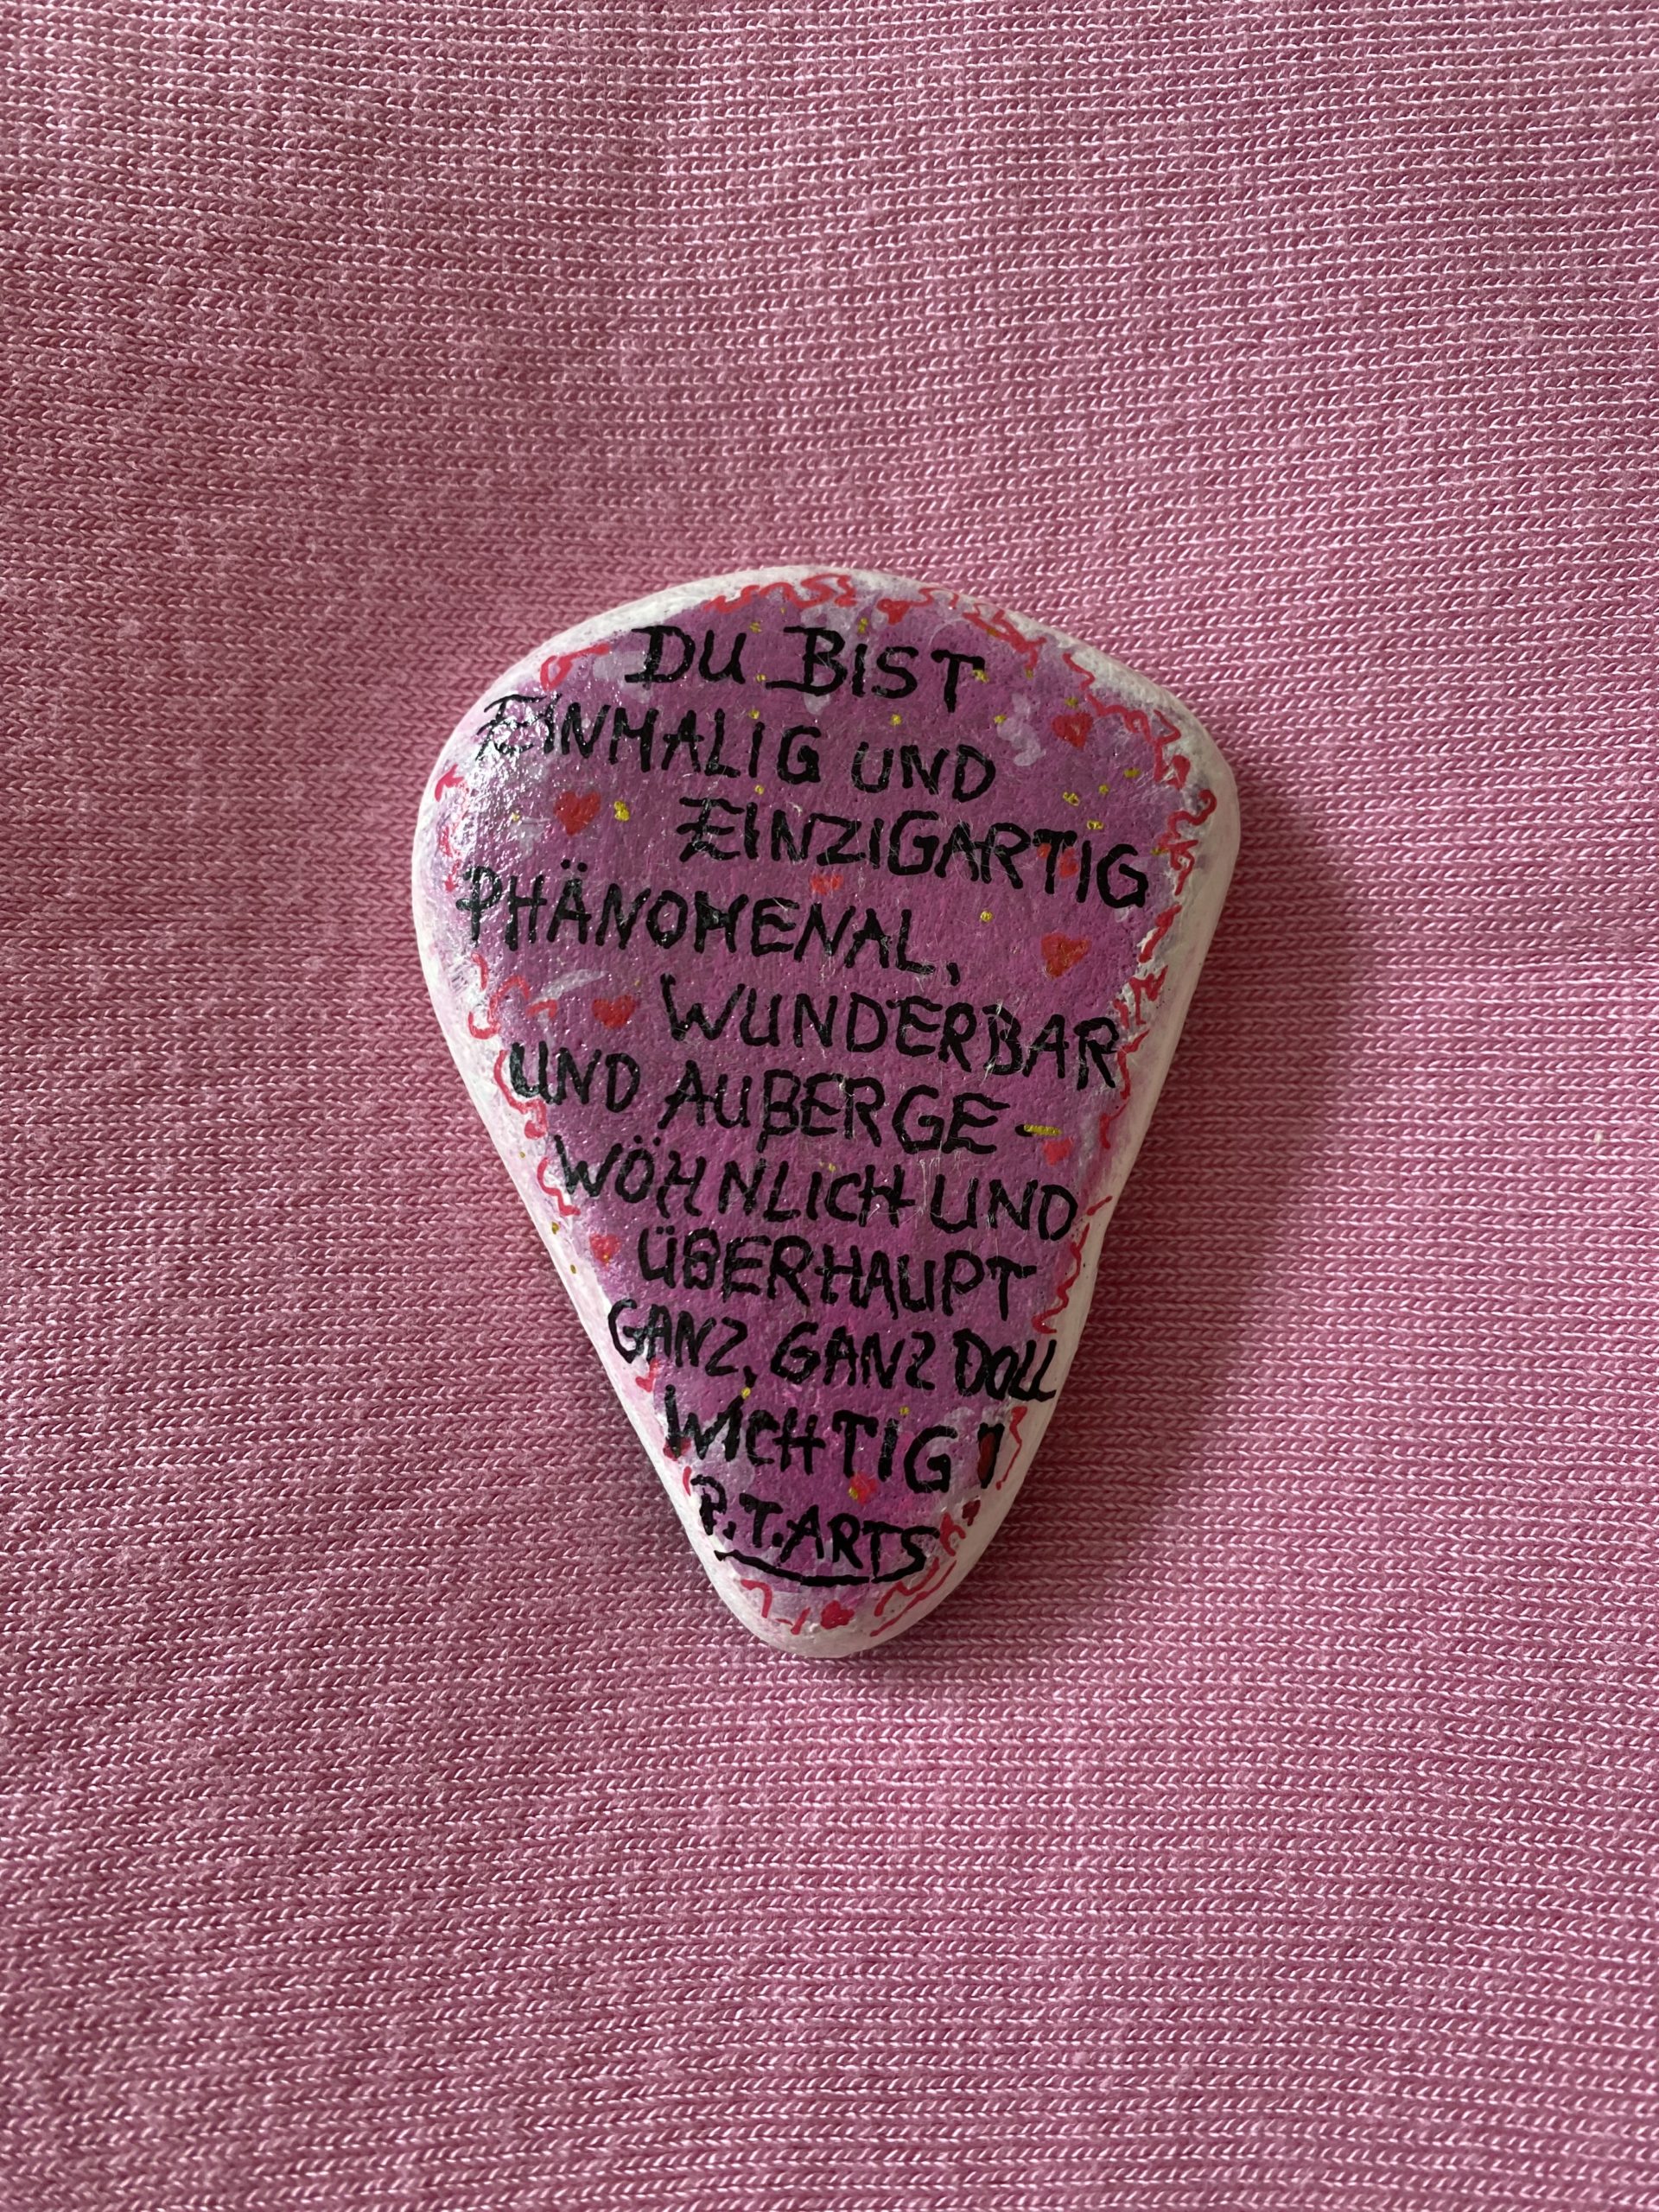 DU BIST
EINMALIG UND
EINZIGARTIG
PHÄNOMENAL,
WUNDERBAR
UND AUßERGE-
WÖHNLICH UND
ÜBERHAUPT
GANZ, GANZ DOLL
WICHTIG!
P.T.ARTS